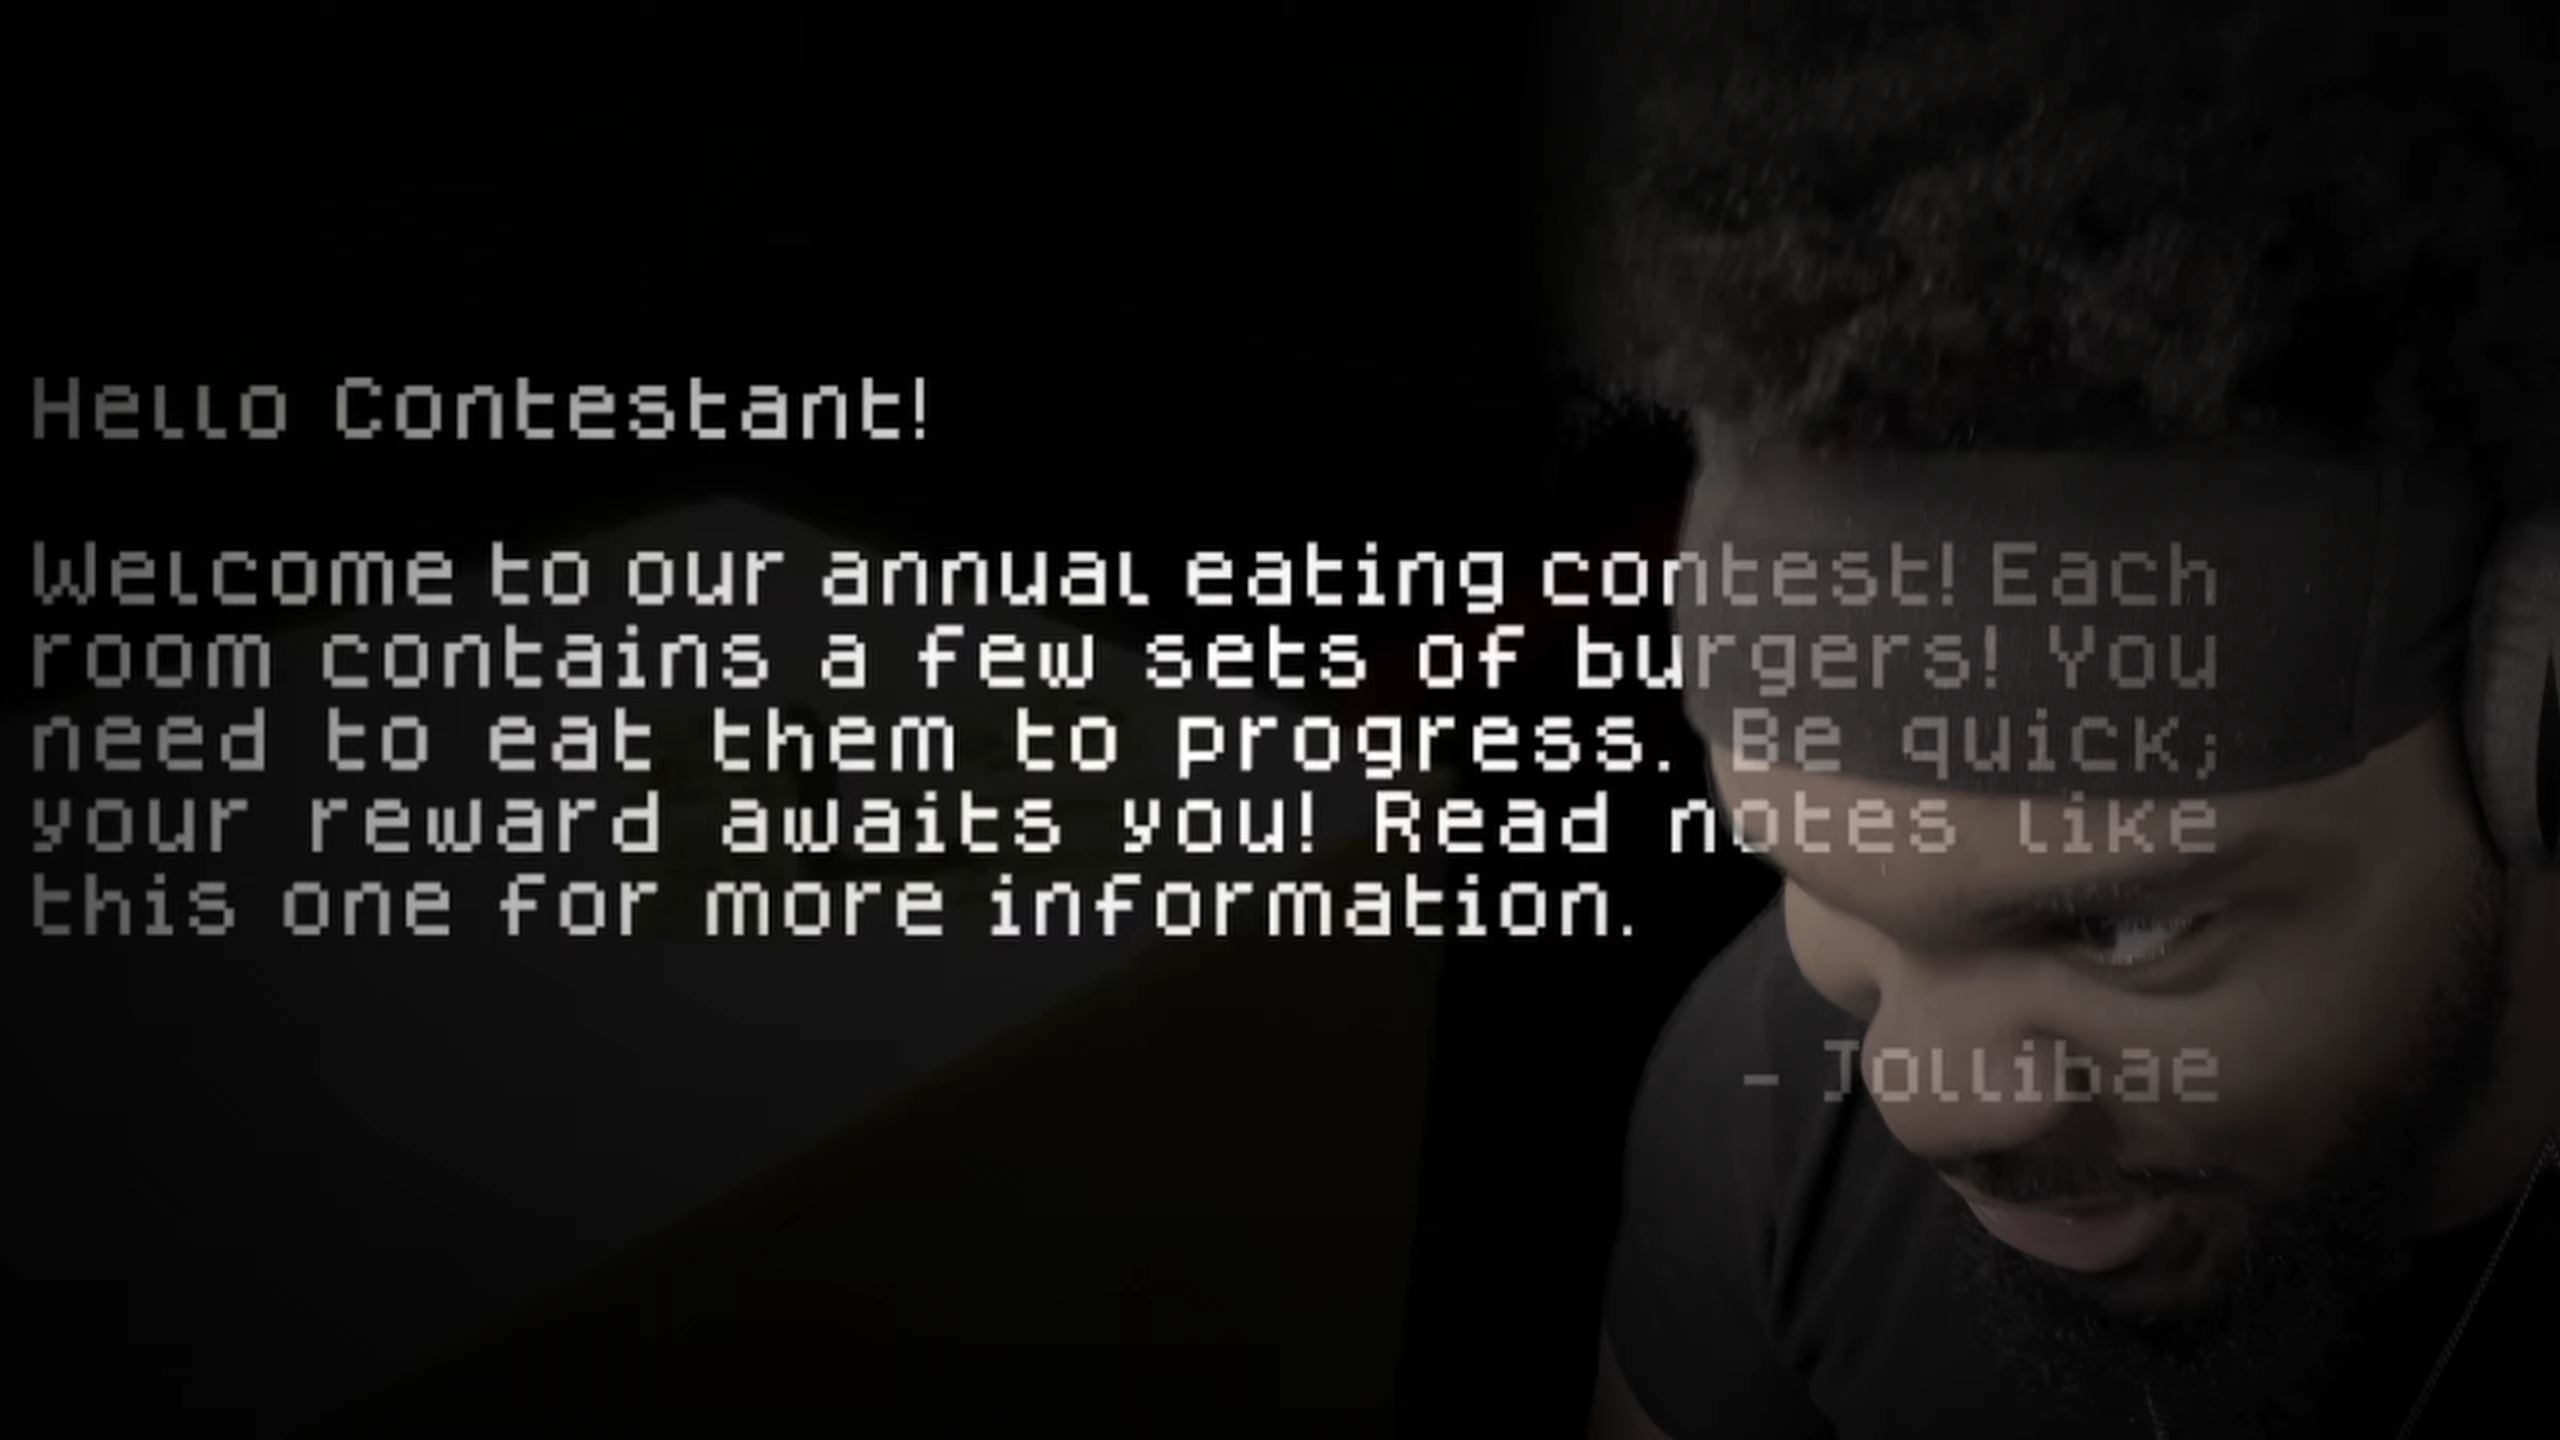 Hello Contestant!
Welcome to our annual eating contest! Each
room contains a few sets of burgers! You
need to eat them to progress. Be quick;
your reward awaits you! Read notes like
this one for more information.
- Jollibae